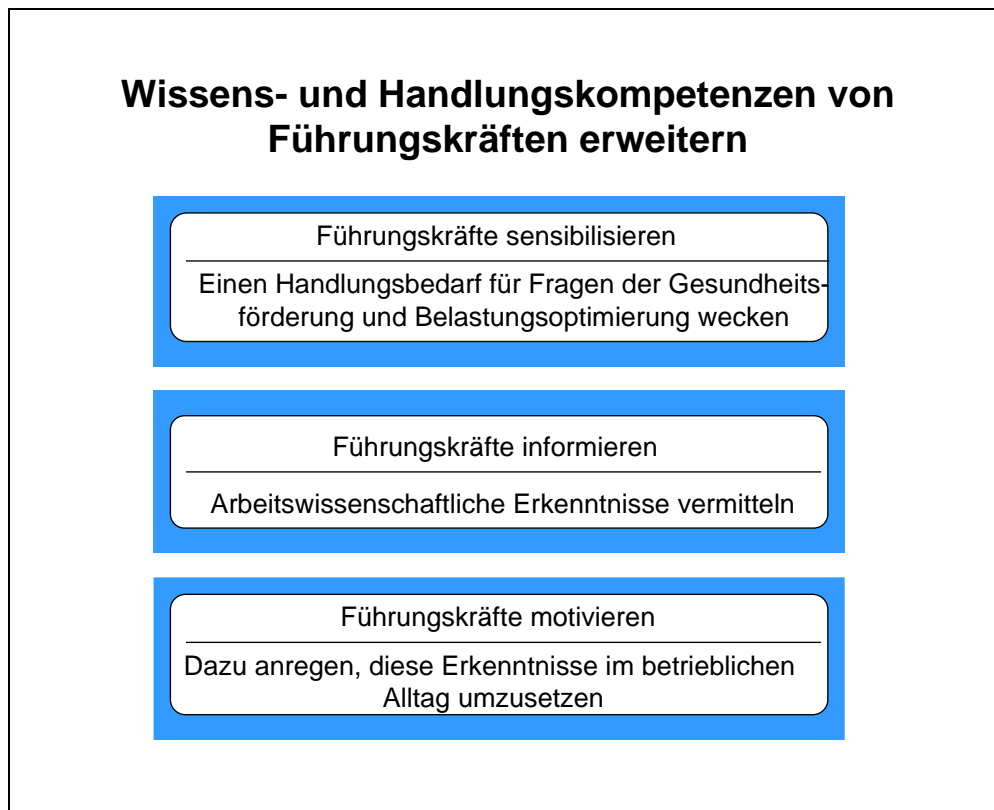 Wissens- und Handlungskompetenzen von
Führungskräften erweitern
Führungskräfte sensibilisieren
Einen Handlungsbedarf für Fragen der Gesundheits-
förderung und Belastungsoptimierung wecken
Führungskräfte informieren
Arbeitswissenschaftliche Erkenntnisse vermitteln
Führungskräfte motivieren
Dazu anregen, diese Erkenntnisse im betrieblichen
Alltag umzusetzen